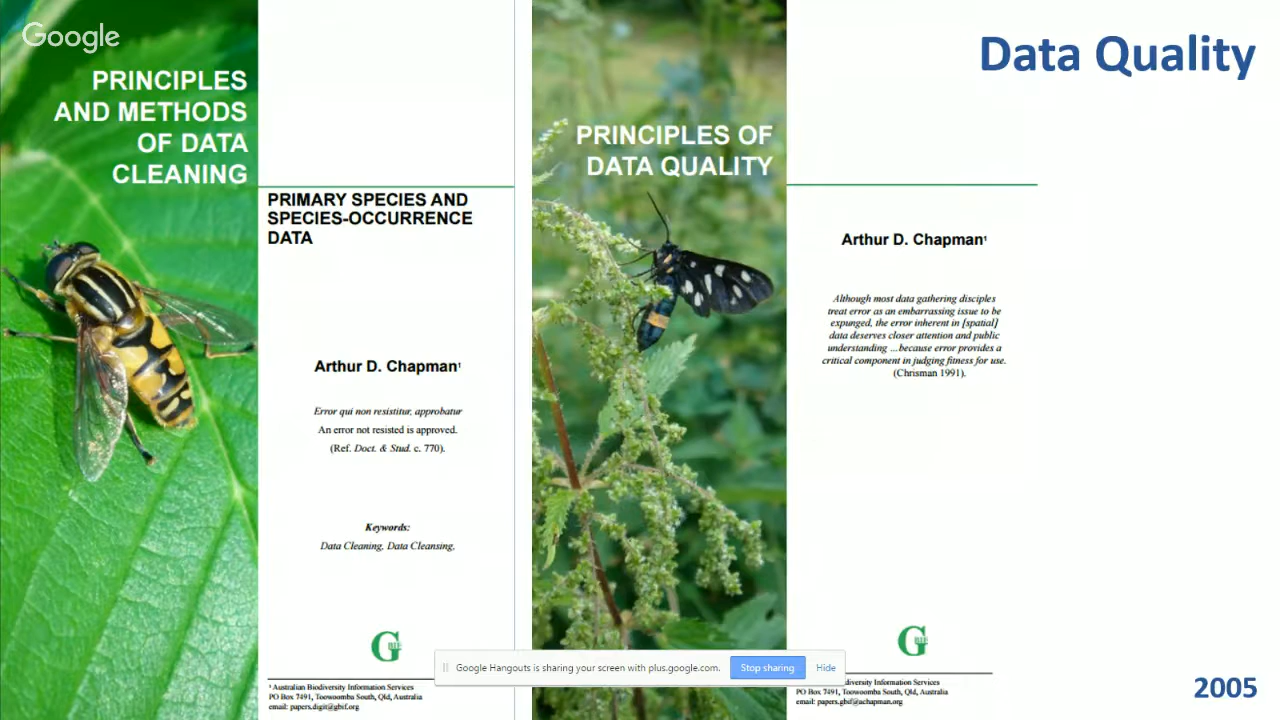 Google
PRINCIPLES
AND METHODS
OF DATA
CLEANING
PRIMARY SPECIES AND
SPECIES-OCCURRENCE
DATA
Arthur D. Chapman¹
Error qui non resistitur, approbatur
An error not resisted is approved.
(Ref. Doct. & Stud. c. 770).
Keywords:
Data Cleaning, Data Cleansing,
GBIF
¹ Australian Biodiversity Information Services
PO Box 7491, Toowoomba South, Qld, Australia
email: papers.digit@gbif.org
PRINCIPLES OF
DATA QUALITY
Arthur D. Chapman¹
Although most data gathering disciples
treat error as an embarrassing issue to be
expunged, the error inherent in [spatial]
data deserves closer attention and public
understanding ...because error provides a
critical component in judging fitness for use.
(Chrisman 1991).
GBIF
diversity Information Services
PO Box 7491, Toowoomba South, Qld, Australia
email: papers.gbif@achapman.org
Data Quality
2005
Google Hangouts is sharing your screen with plus.google.com.
Stop sharing
Hide